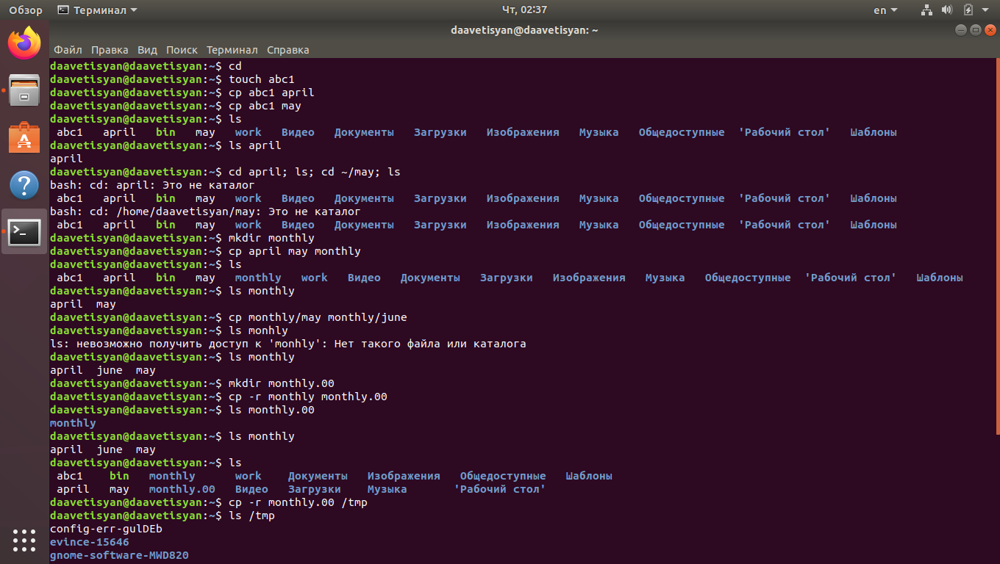 Обзор Терминал Чт, 02:37 en
daavetisyan@daavetisyan: ~
Файл Правка Вид Поиск Терминал Справка
daavetisyan@daavetisyan:~$ cd
daavetisyan@daavetisyan:~$ touch abc1
daavetisyan@daavetisyan:~$ cp abc1 april
daavetisyan@daavetisyan:~$ cp abc1 may
daavetisyan@daavetisyan:~$ ls
abc1 april bin may work Видео Документы Загрузки Изображения Музыка Общедоступные 'Рабочий стол' Шаблоны
daavetisyan@daavetisyan:~$ ls april
april
daavetisyan@daavetisyan:~$ cd april; ls; cd ~/may; ls
bash: cd: april: Это не каталог
abc1 april bin may work Видео Документы Загрузки Изображения Музыка Общедоступные 'Рабочий стол' Шаблоны
bash: cd: /home/daavetisyan/may: Это не каталог
abc1 april bin may work Видео Документы Загрузки Изображения Музыка Общедоступные 'Рабочий стол' Шаблоны
daavetisyan@daavetisyan:~$ mkdir monthly
daavetisyan@daavetisyan:~$ cp april may monthly
daavetisyan@daavetisyan:~$ ls
abc1 april bin may monthly work Видео Документы Загрузки Изображения Музыка Общедоступные 'Рабочий стол' Шаблоны
daavetisyan@daavetisyan:~$ ls monthly
april may
daavetisyan@daavetisyan:~$ cp monthly/may monthly/june
daavetisyan@daavetisyan:~$ ls monhly
ls: невозможно получить доступ к 'monhly': Нет такого файла или каталога
daavetisyan@daavetisyan:~$ ls monthly
april june may
daavetisyan@daavetisyan:~$ mkdir monthly.00
daavetisyan@daavetisyan:~$ cp -r monthly monthly.00
daavetisyan@daavetisyan:~$ ls monthly.00
monthly
daavetisyan@daavetisyan:~$ ls monthly
april june may
daavetisyan@daavetisyan:~$ ls
abc1 bin monthly work Документы Изображения Общедоступные Шаблоны
april may monthly.00 Видео Загрузки Музыка 'Рабочий стол'
daavetisyan@daavetisyan:~$ cp -r monthly.00 /tmp
daavetisyan@daavetisyan:~$ ls /tmp
config-err-gulDEb
evince-15646
gnome-software-MWD820